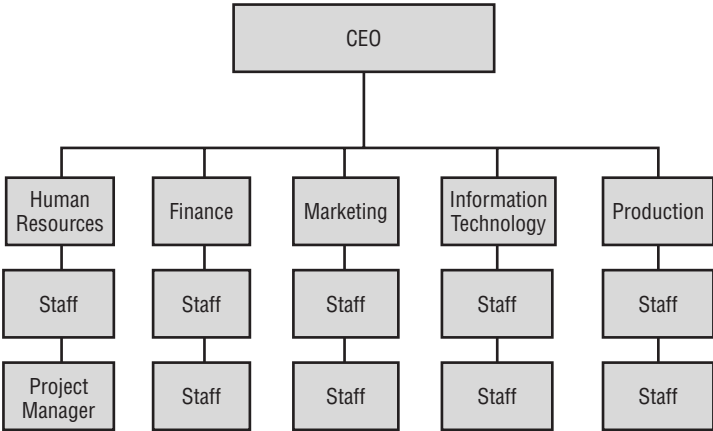 CEO
Human
Resources
Finance
Marketing
Information
Technology
Production
Staff
Staff
Staff
Staff
Staff
Project
Manager
Staff
Staff
Staff
Staff